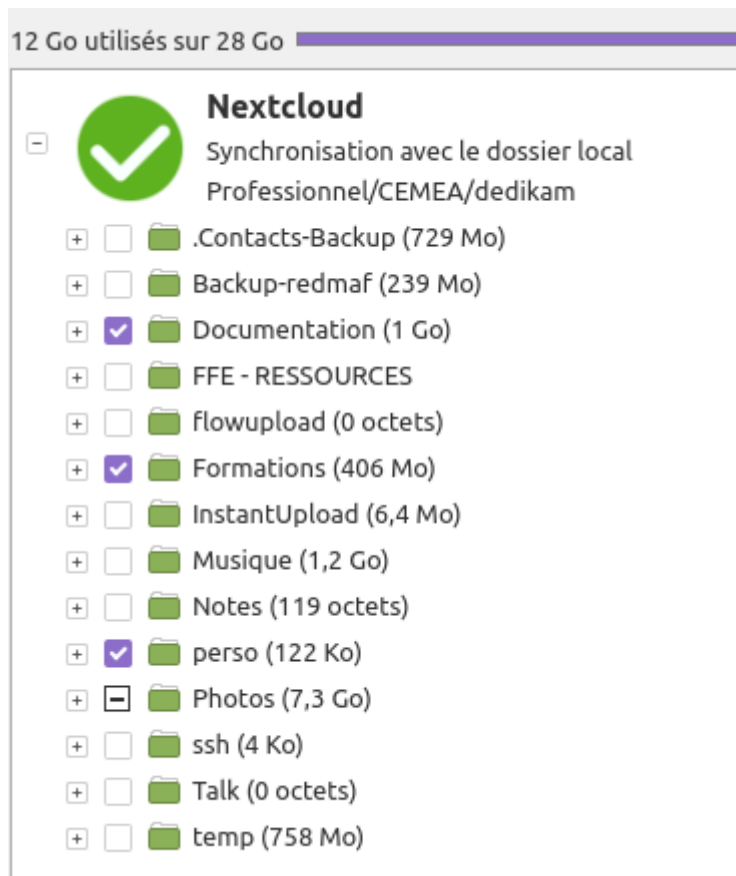 12 Go utilisés sur 28 Go
Nextcloud
Synchronisation avec le dossier local
Professionnel/CEMEA/dedikam
.Contacts-Backup (729 Mo)
Backup-redmaf (239 Mo)
Documentation (1 Go)
FFE - RESSOURCES
flowupload (0 octets)
Formations (406 Mo)
InstantUpload (6,4 Mo)
Musique (1,2 Go)
Notes (119 octets)
perso (122 Ko)
Photos (7,3 Go)
ssh (4 Ko)
Talk (0 octets)
temp (758 Mo)